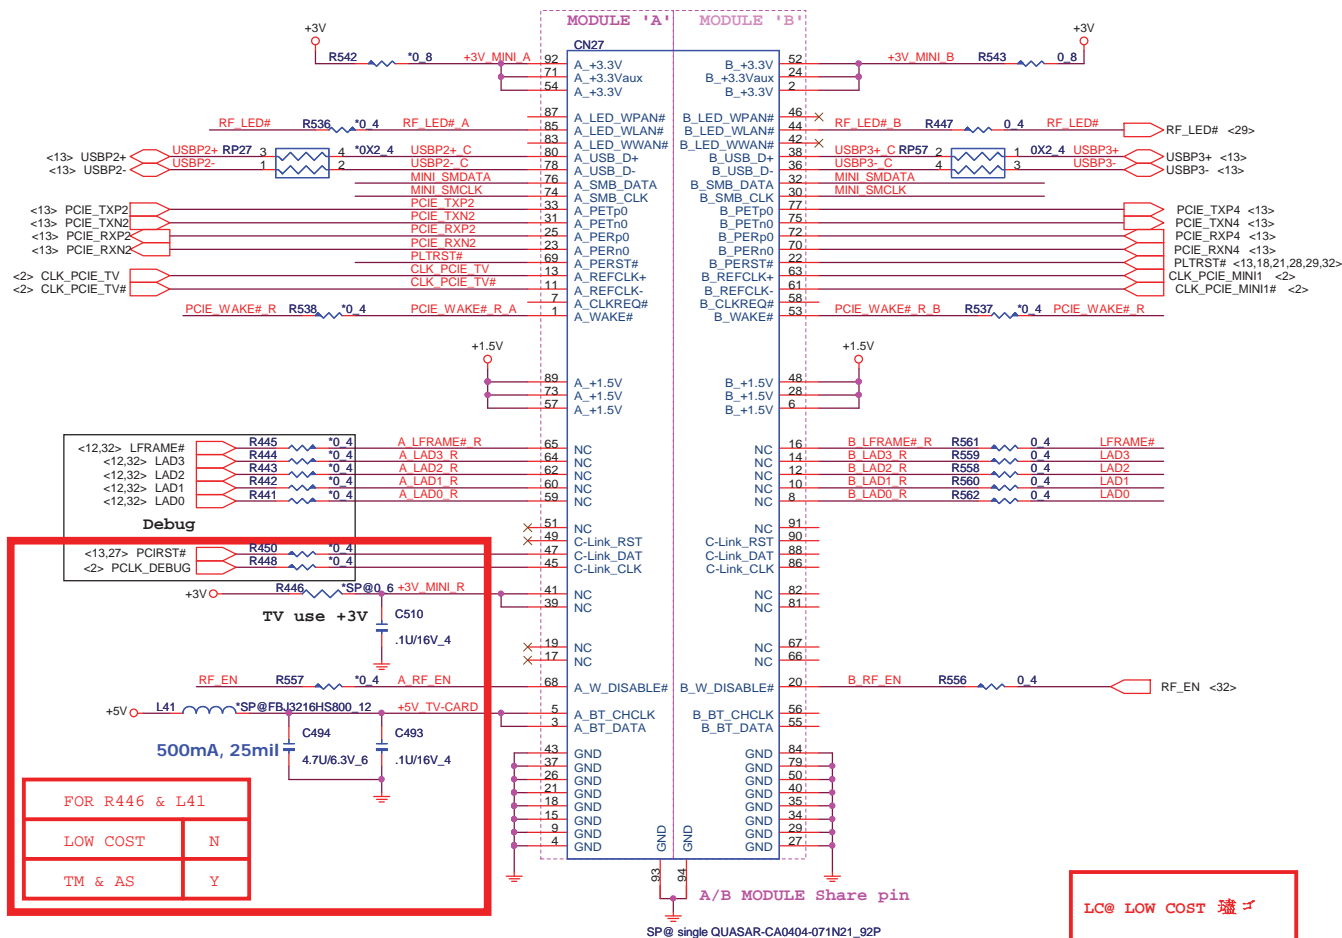 MODULE 'A' MODULE 'B'
CN27
+3V
R542 *0_8 +3V_MINI_A 92 A_+3.3V
71 A_+3.3Vaux
54 A_+3.3V
87 A_LED_WPAN#
RF_LED# R536 *0_4 RF_LED#_A 85 A_LED_WLAN#
83 A_LED_WWAN#
<13> USBP2+ USBP2+ RP27 3 4 *0X2_4 USBP2+_C 80 A_USB_D+
<13> USBP2- USBP2- 1 2 USBP2-_C 78 A_USB_D-
MINI_SMDATA 76 A_SMB_DATA
MINI_SMCLK 74 A_SMB_CLK
<13> PCIE_TXP2 PCIE_TXP2 33 A_PETp0
<13> PCIE_TXN2 PCIE_TXN2 31 A_PETn0
<13> PCIE_RXP2 PCIE_RXP2 25 A_PERp0
<13> PCIE_RXN2 PCIE_RXN2 23 A_PERn0
PLTRST# 69 A_PERST#
<2> CLK_PCIE_TV CLK_PCIE_TV 13 A_REFCLK+
<2> CLK_PCIE_TV# CLK_PCIE_TV# 11 A_REFCLK-
7 A_CLKREQ#
PCIE_WAKE#_R R538 *0_4 PCIE_WAKE#_R_A 1 A_WAKE#
+1.5V
89 A_+1.5V
73 A_+1.5V
57 A_+1.5V
<12,32> LFRAME# R445 *0_4 A_LFRAME#_R 65 NC
<12,32> LAD3 R444 *0_4 A_LAD3_R 64 NC
<12,32> LAD2 R443 *0_4 A_LAD2_R 62 NC
<12,32> LAD1 R442 *0_4 A_LAD1_R 60 NC
<12,32> LAD0 R441 *0_4 A_LAD0_R 59 NC
Debug
51 NC
49 C-Link_RST
<13,27> PCIRST# R450 *0_4 47 C-Link_DAT
<2> PCLK_DEBUG R448 *0_4 45 C-Link_CLK
+3V R446 *SP@0_6 +3V_MINI_R 41 NC
39 NC
TV use +3V
C510
.1U/16V_4
19 NC
17 NC
RF_EN R557 *0_4 A_RF_EN 68 A_W_DISABLE#
+5V L41 *SP@FBJ3216HS800_12 +5V_TV-CARD 5 A_BT_CHCLK
3 A_BT_DATA
500mA, 25mil
C494
4.7U/6.3V_6
C493
.1U/16V_4
43 GND
37 GND
26 GND
21 GND
18 GND
15 GND
9 GND
4 GND
FOR R446 & L41
LOW COST N
TM & AS Y
+3V
B_+3.3V 52 +3V_MINI_B R543 0_8
B_+3.3Vaux 24
B_+3.3V 2
B_LED_WPAN# 46
B_LED_WLAN# 44 RF_LED#_B R447 0_4 RF_LED# RF_LED# <29>
B_LED_WWAN# 42
B_USB_D+ 38 USBP3+_C RP57 2 1 0X2_4 USBP3+ USBP3+ <13>
B_USB_D- 36 USBP3-_C 4 3 USBP3- USBP3- <13>
B_SMB_DATA 32 MINI_SMDATA
B_SMB_CLK 30 MINI_SMCLK
B_PETp0 77 PCIE_TXP4 <13>
B_PETn0 75 PCIE_TXN4 <13>
B_PERp0 72 PCIE_RXP4 <13>
B_PERn0 70 PCIE_RXN4 <13>
B_PERST# 22 PLTRST# <13,18,21,28,29,32>
B_REFCLK+ 63 CLK_PCIE_MINI1 <2>
B_REFCLK- 61 CLK_PCIE_MINI1# <2>
B_CLKREQ# 58
B_WAKE# 53 PCIE_WAKE#_R_B R537 *0_4 PCIE_WAKE#_R
+1.5V
B_+1.5V 48
B_+1.5V 28
B_+1.5V 6
NC 16 B_LFRAME#_R R561 0_4 LFRAME#
NC 14 B_LAD3_R R559 0_4 LAD3
NC 12 B_LAD2_R R558 0_4 LAD2
NC 10 B_LAD1_R R560 0_4 LAD1
NC 8 B_LAD0_R R562 0_4 LAD0
NC 91
C-Link_RST 90
C-Link_DAT 88
C-Link_CLK 86
NC 82
NC 81
NC 67
NC 66
B_W_DISABLE# 20 B_RF_EN R556 0_4 RF_EN <32>
B_BT_CHCLK 56
B_BT_DATA 55
GND 84
GND 79
GND 50
GND 40
GND 35
GND 34
GND 29
GND 27
GND GND
93 94
A/B MODULE Share pin
SP@ single QUASAR-CA0404-071N21_92P
LC@ LOW COST